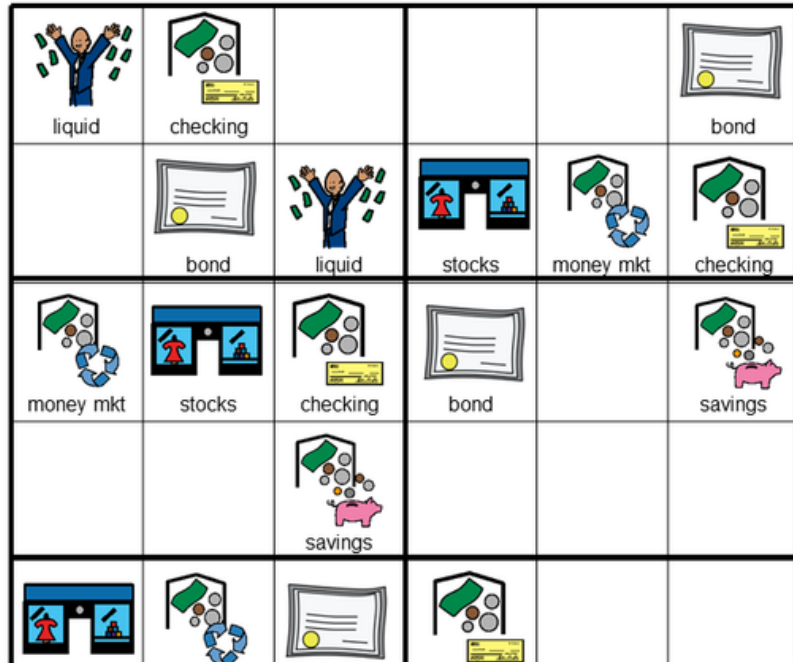 liquid checking bond
bond liquid stocks money mkt checking
money mkt stocks checking bond savings
savings